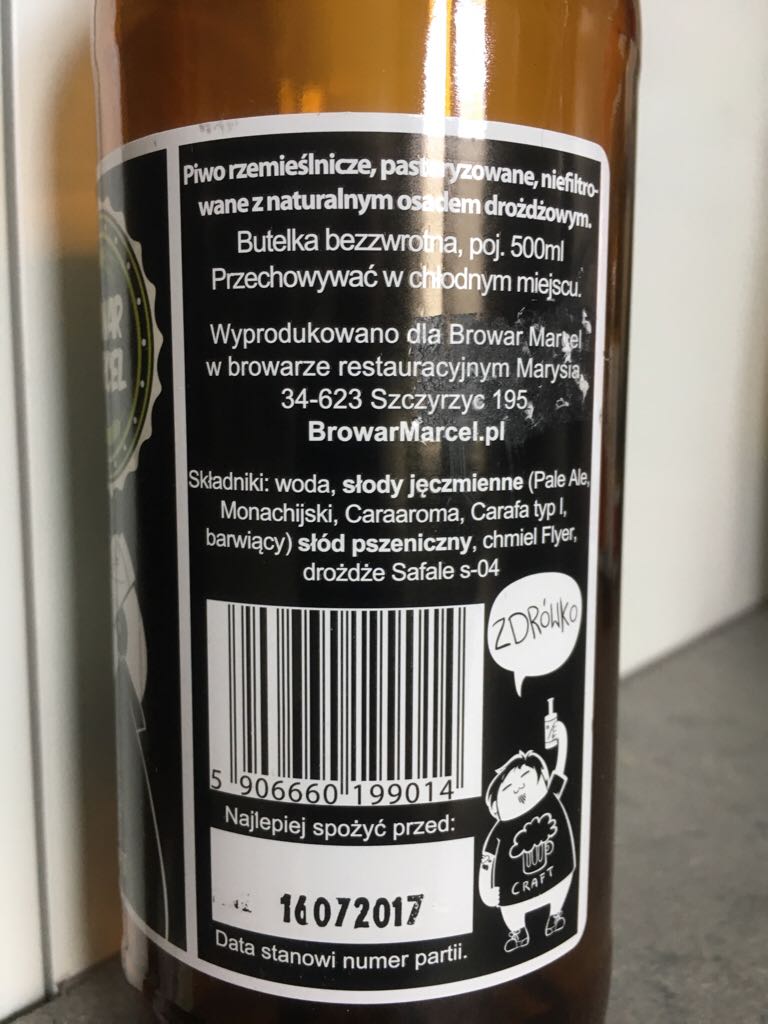 Piwo rzemieślnicze, pasteryzowane, niefiltro-
wane z naturalnym osadem drożdżowym.
Butelka bezzwrotna, poj. 500ml
Przechowywać w chłodnym miejscu.
Wyprodukowano dla Browar Marcel
w browarze restauracyjnym Marysia,
34-623 Szczyrzyc 195
BrowarMarcel.pl
Składniki: woda, słody jęczmienne (Pale Ale,
Monachijski, Caraaroma, Carafa typ I,
barwiący) słód pszeniczny, chmiel Flyer,
drożdże Safale s-04
ZDRÓWKO
CRAFT
5 906660 199014
Najlepiej spożyć przed:
16072017
Data stanowi numer partii.